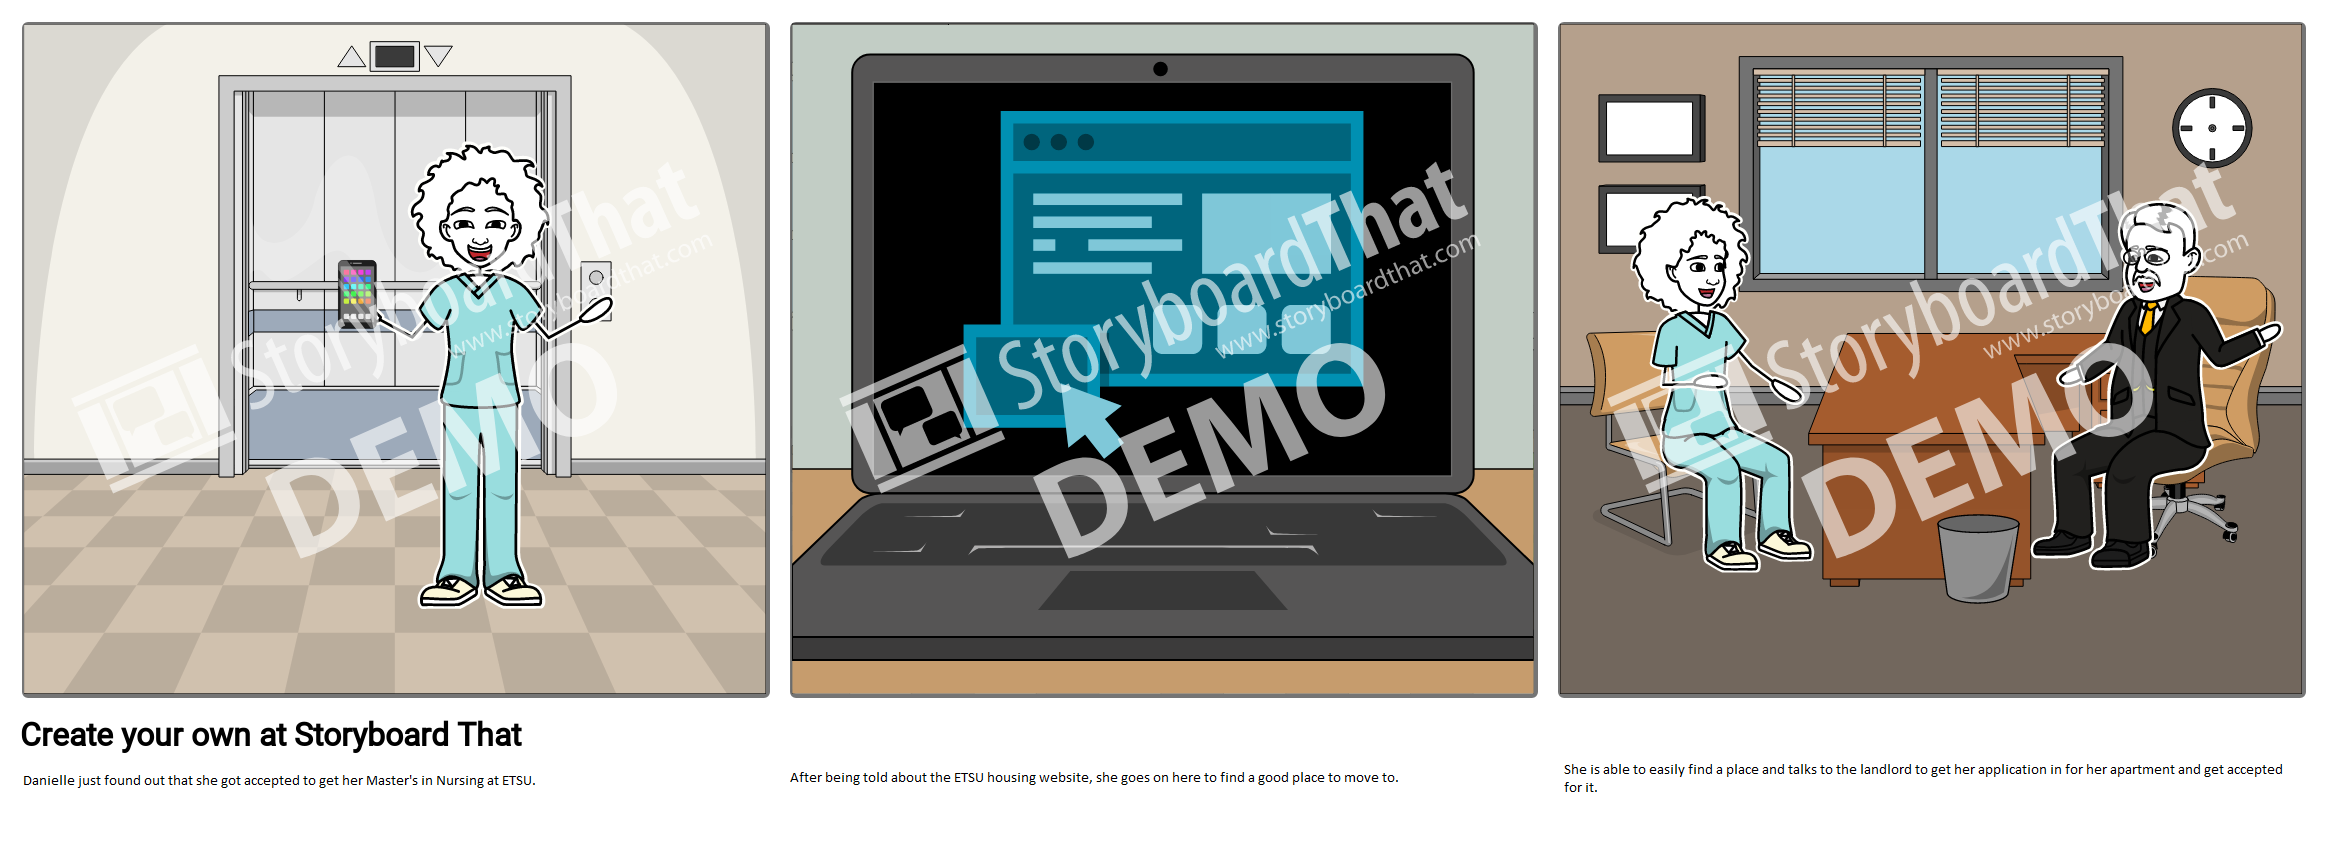 StoryboardThat
www.storyboardthat.com
DEMO
StoryboardThat
www.storyboardthat.com
DEMO
StoryboardThat
www.storyboardthat.com
DEMO
Create your own at Storyboard That
Danielle just found out that she got accepted to get her Master's in Nursing at ETSU.
After being told about the ETSU housing website, she goes on here to find a good place to move to.
She is able to easily find a place and talks to the landlord to get her application in for her apartment and get accepted
for it.